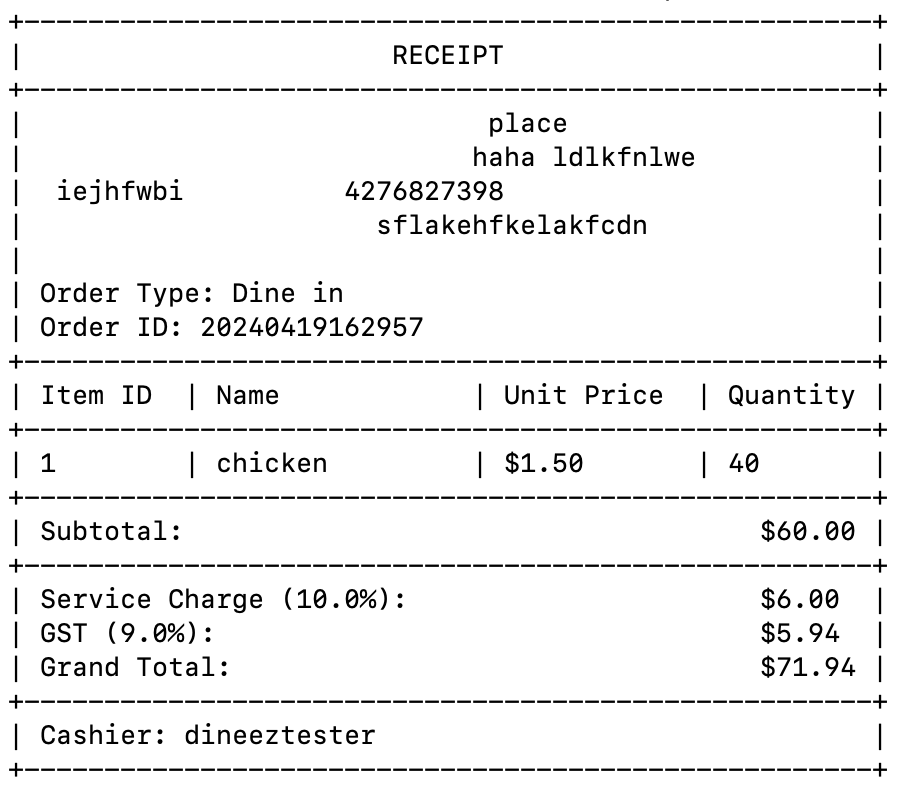 RECEIPT
place
haha ldlkfnlwe
iejhfwbi 4276827398
sflakehfkelakfcdn
Order Type: Dine in
Order ID: 20240419162957
Item ID | Name | Unit Price | Quantity
1 | chicken | $1.50 | 40
Subtotal: $60.00
Service Charge (10.0%): $6.00
GST (9.0%): $5.94
Grand Total: $71.94
Cashier: dineeztester